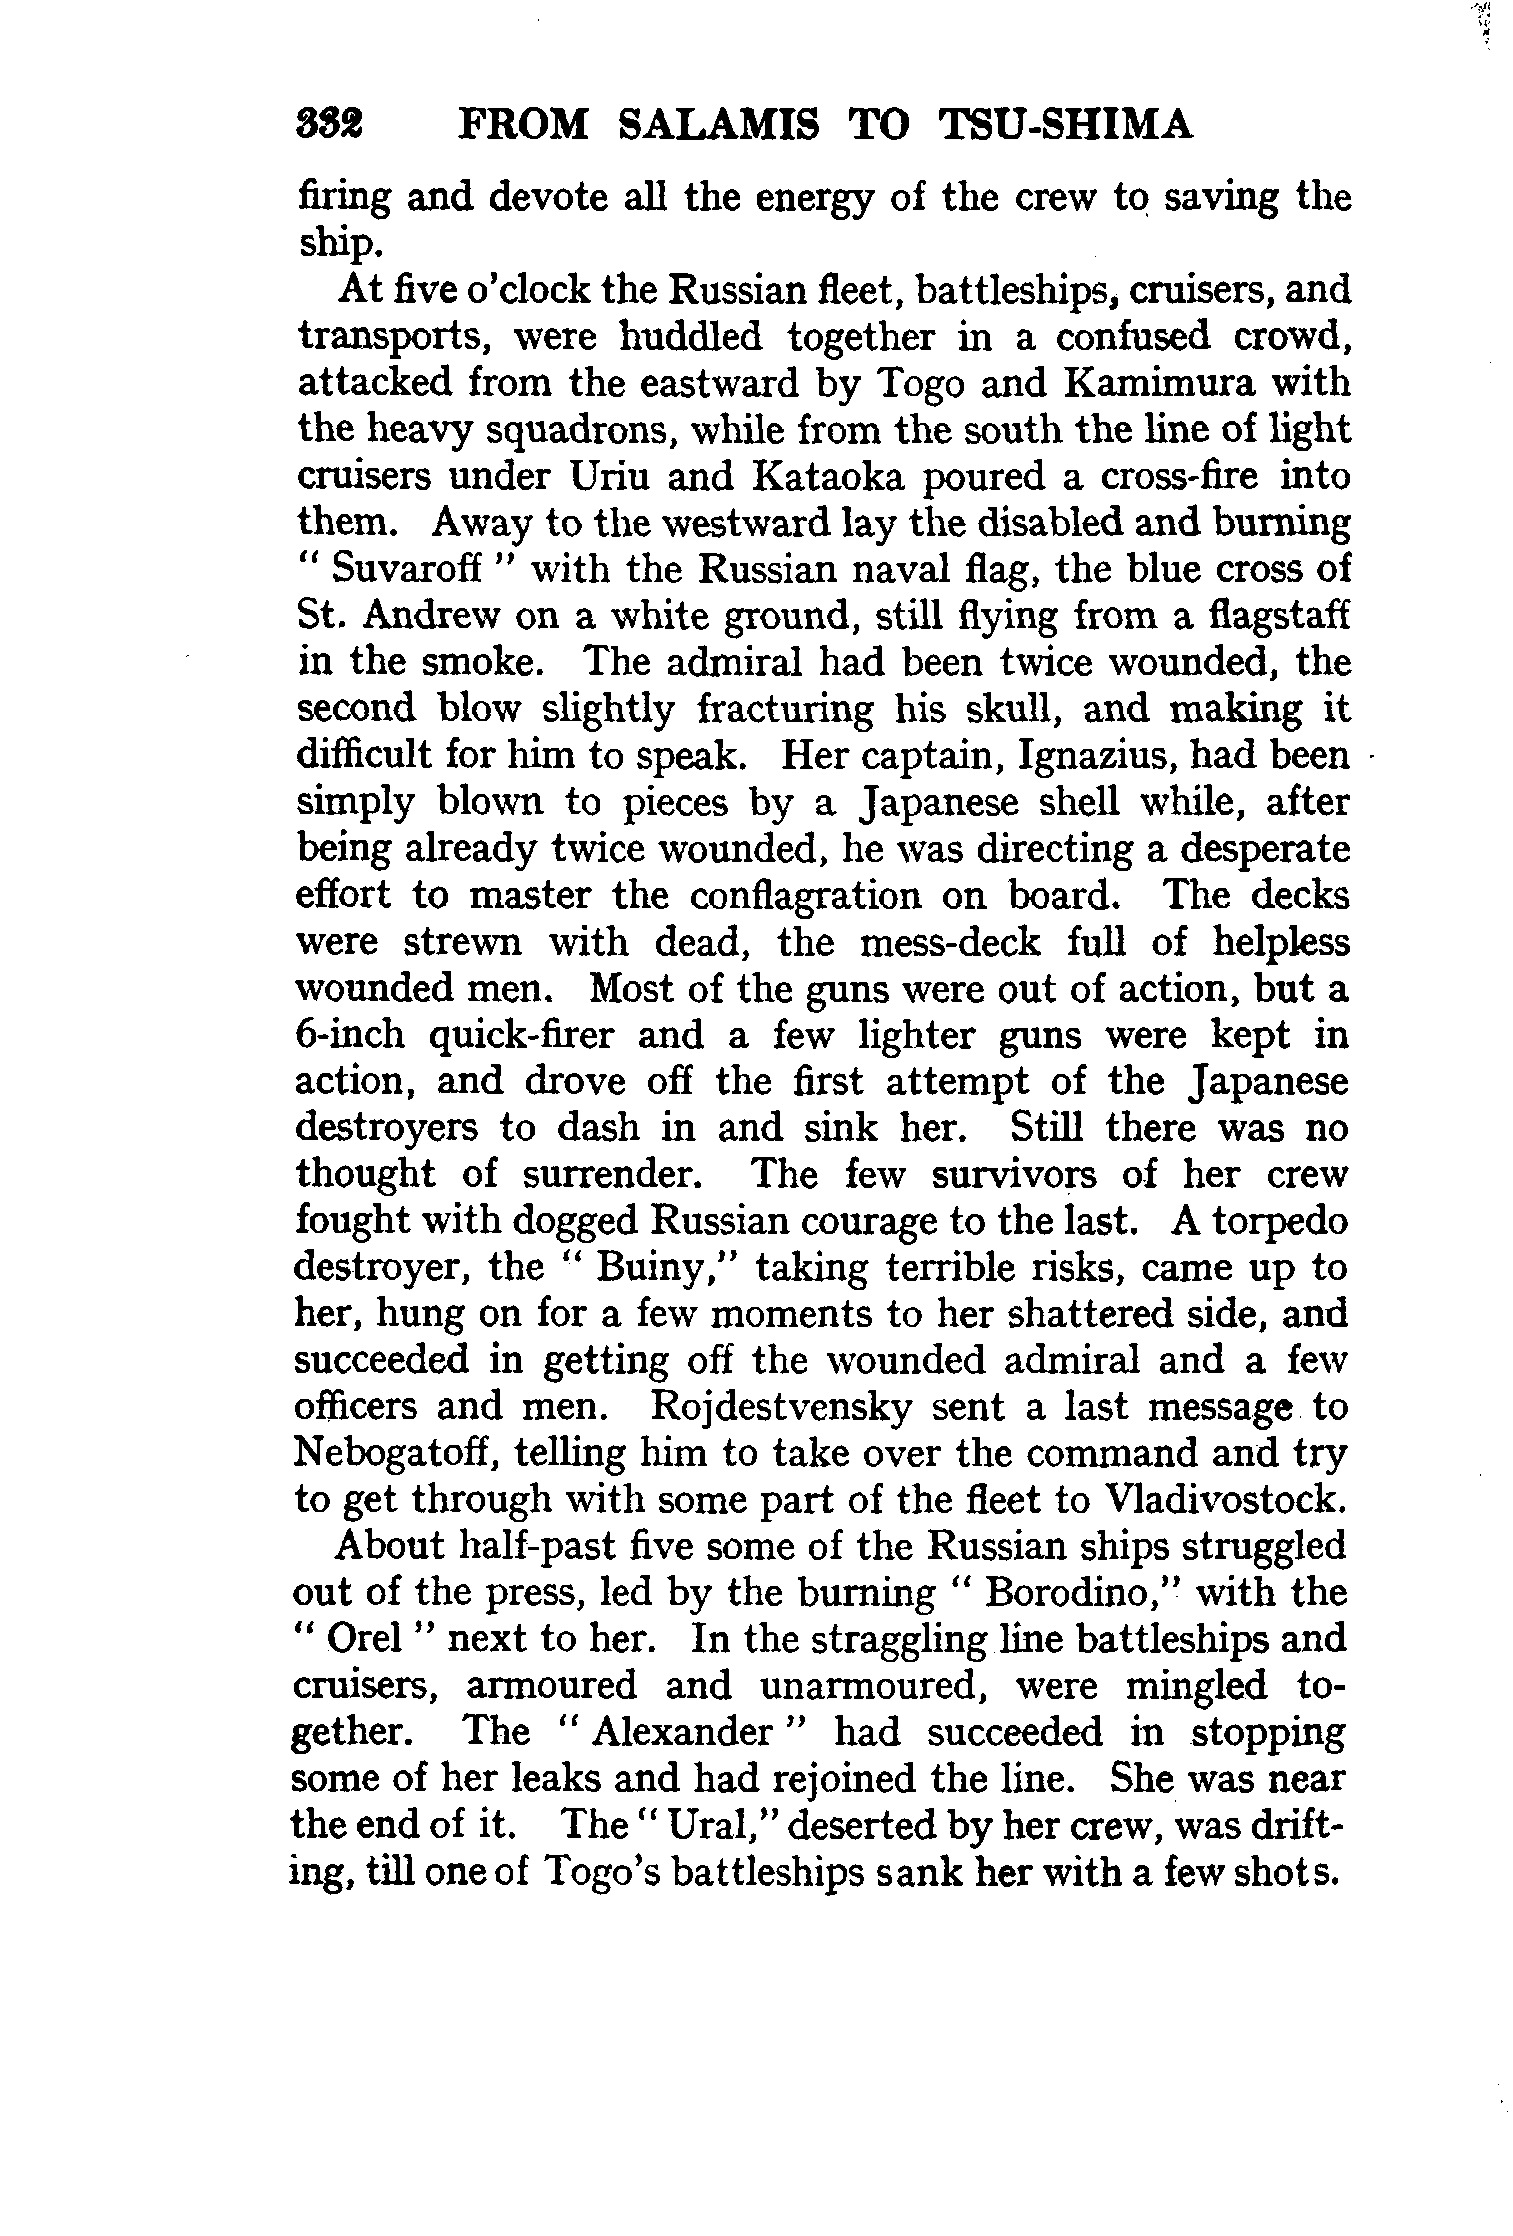 332 FROM SALAMIS TO TSU-SHIMA
firing and devote all the energy of the crew to saving the
ship.
At five o'clock the Russian fleet, battleships, cruisers, and
transports, were huddled together in a confused crowd,
attacked from the eastward by Togo and Kamimura with
the heavy squadrons, while from the south the line of light
cruisers under Uriu and Kataoka poured a cross-fire into
them. Away to the westward lay the disabled and burning
" Suvaroff " with the Russian naval flag, the blue cross of
St. Andrew on a white ground, still flying from a flagstaff
in the smoke. The admiral had been twice wounded, the
second blow slightly fracturing his skull, and making it
difficult for him to speak. Her captain, Ignazius, had been
simply blown to pieces by a Japanese shell while, after
being already twice wounded, he was directing a desperate
effort to master the conflagration on board. The decks
were strewn with dead, the mess-deck full of helpless
wounded men. Most of the guns were out of action, but a
6-inch quick-firer and a few lighter guns were kept in
action, and drove off the first attempt of the Japanese
destroyers to dash in and sink her. Still there was no
thought of surrender. The few survivors of her crew
fought with dogged Russian courage to the last. A torpedo
destroyer, the " Buiny," taking terrible risks, came up to
her, hung on for a few moments to her shattered side, and
succeeded in getting off the wounded admiral and a few
officers and men. Rojdestvensky sent a last message to
Nebogatoff, telling him to take over the command and try
to get through with some part of the fleet to Vladivostock.
About half-past five some of the Russian ships struggled
out of the press, led by the burning " Borodino," with the
" Orel " next to her. In the straggling line battleships and
cruisers, armoured and unarmoured, were mingled to-
gether. The " Alexander " had succeeded in stopping
some of her leaks and had rejoined the line. She was near
the end of it. The " Ural," deserted by her crew, was drift-
ing, till one of Togo's battleships sank her with a few shots.